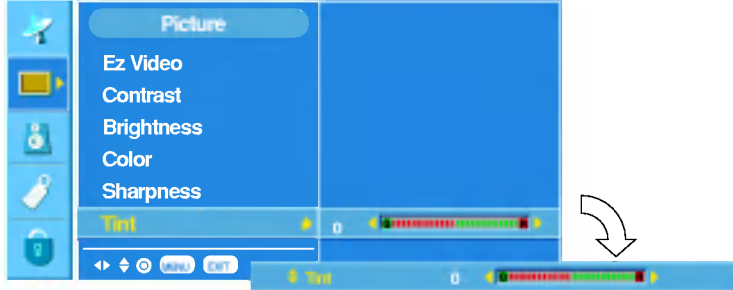 Picture
Ez Video
Contrast
Brightness
Color
Sharpness
Tint 0
MENU EXIT
Tint 0